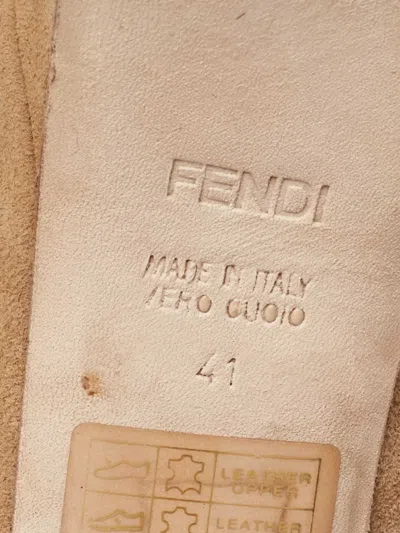 FENDI
MADE IN ITALY
VERO CUOIO
41
LEATHER
UPPER
LEATHER